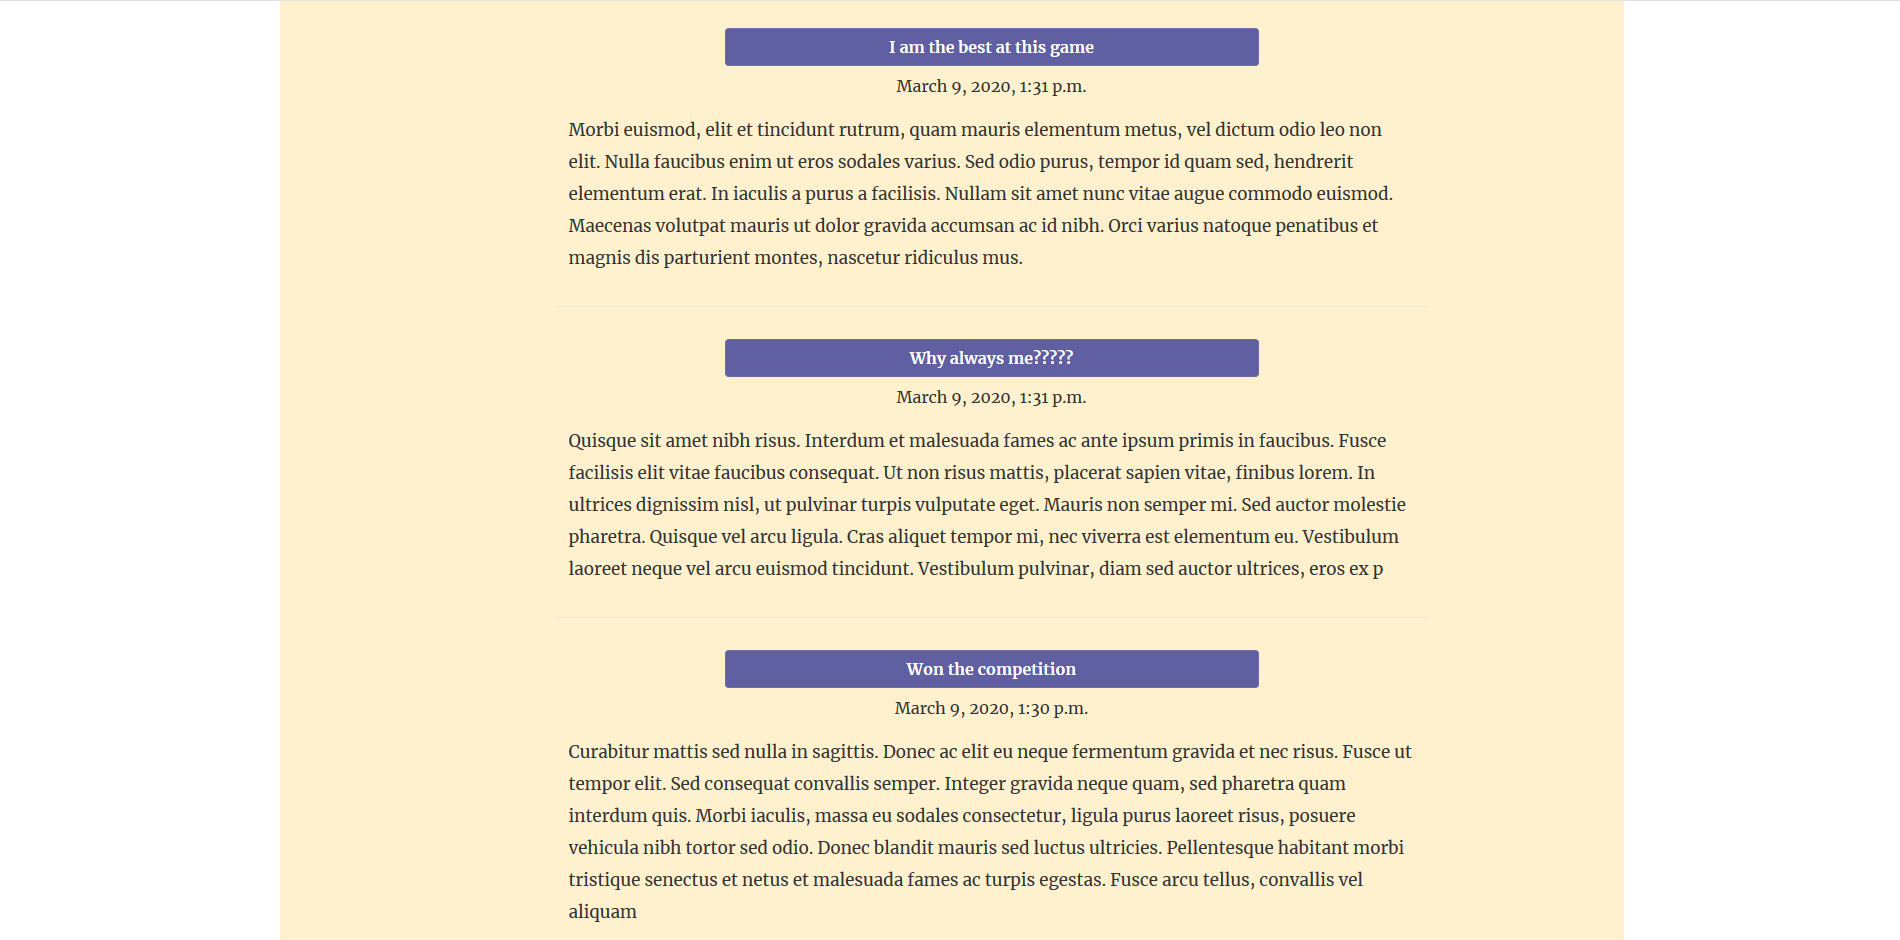 I am the best at this game
March 9, 2020, 1:31 p.m.
Morbi euismod, elit et tincidunt rutrum, quam mauris elementum metus, vel dictum odio leo non
elit. Nulla faucibus enim ut eros sodales varius. Sed odio purus, tempor id quam sed, hendrerit
elementum erat. In iaculis a purus a facilisis. Nullam sit amet nunc vitae augue commodo euismod.
Maecenas volutpat mauris ut dolor gravida accumsan ac id nibh. Orci varius natoque penatibus et
magnis dis parturient montes, nascetur ridiculus mus.
Why always me?????
March 9, 2020, 1:31 p.m.
Quisque sit amet nibh risus. Interdum et malesuada fames ac ante ipsum primis in faucibus. Fusce
facilisis elit vitae faucibus consequat. Ut non risus mattis, placerat sapien vitae, finibus lorem. In
ultrices dignissim nisl, ut pulvinar turpis vulputate eget. Mauris non semper mi. Sed auctor molestie
pharetra. Quisque vel arcu ligula. Cras aliquet tempor mi, nec viverra est elementum eu. Vestibulum
laoreet neque vel arcu euismod tincidunt. Vestibulum pulvinar, diam sed auctor ultrices, eros ex p
Won the competition
March 9, 2020, 1:30 p.m.
Curabitur mattis sed nulla in sagittis. Donec ac elit eu neque fermentum gravida et nec risus. Fusce ut
tempor elit. Sed consequat convallis semper. Integer gravida neque quam, sed pharetra quam
interdum quis. Morbi iaculis, massa eu sodales consectetur, ligula purus laoreet risus, posuere
vehicula nibh tortor sed odio. Donec blandit mauris sed luctus ultricies. Pellentesque habitant morbi
tristique senectus et netus et malesuada fames ac turpis egestas. Fusce arcu tellus, convallis vel
aliquam